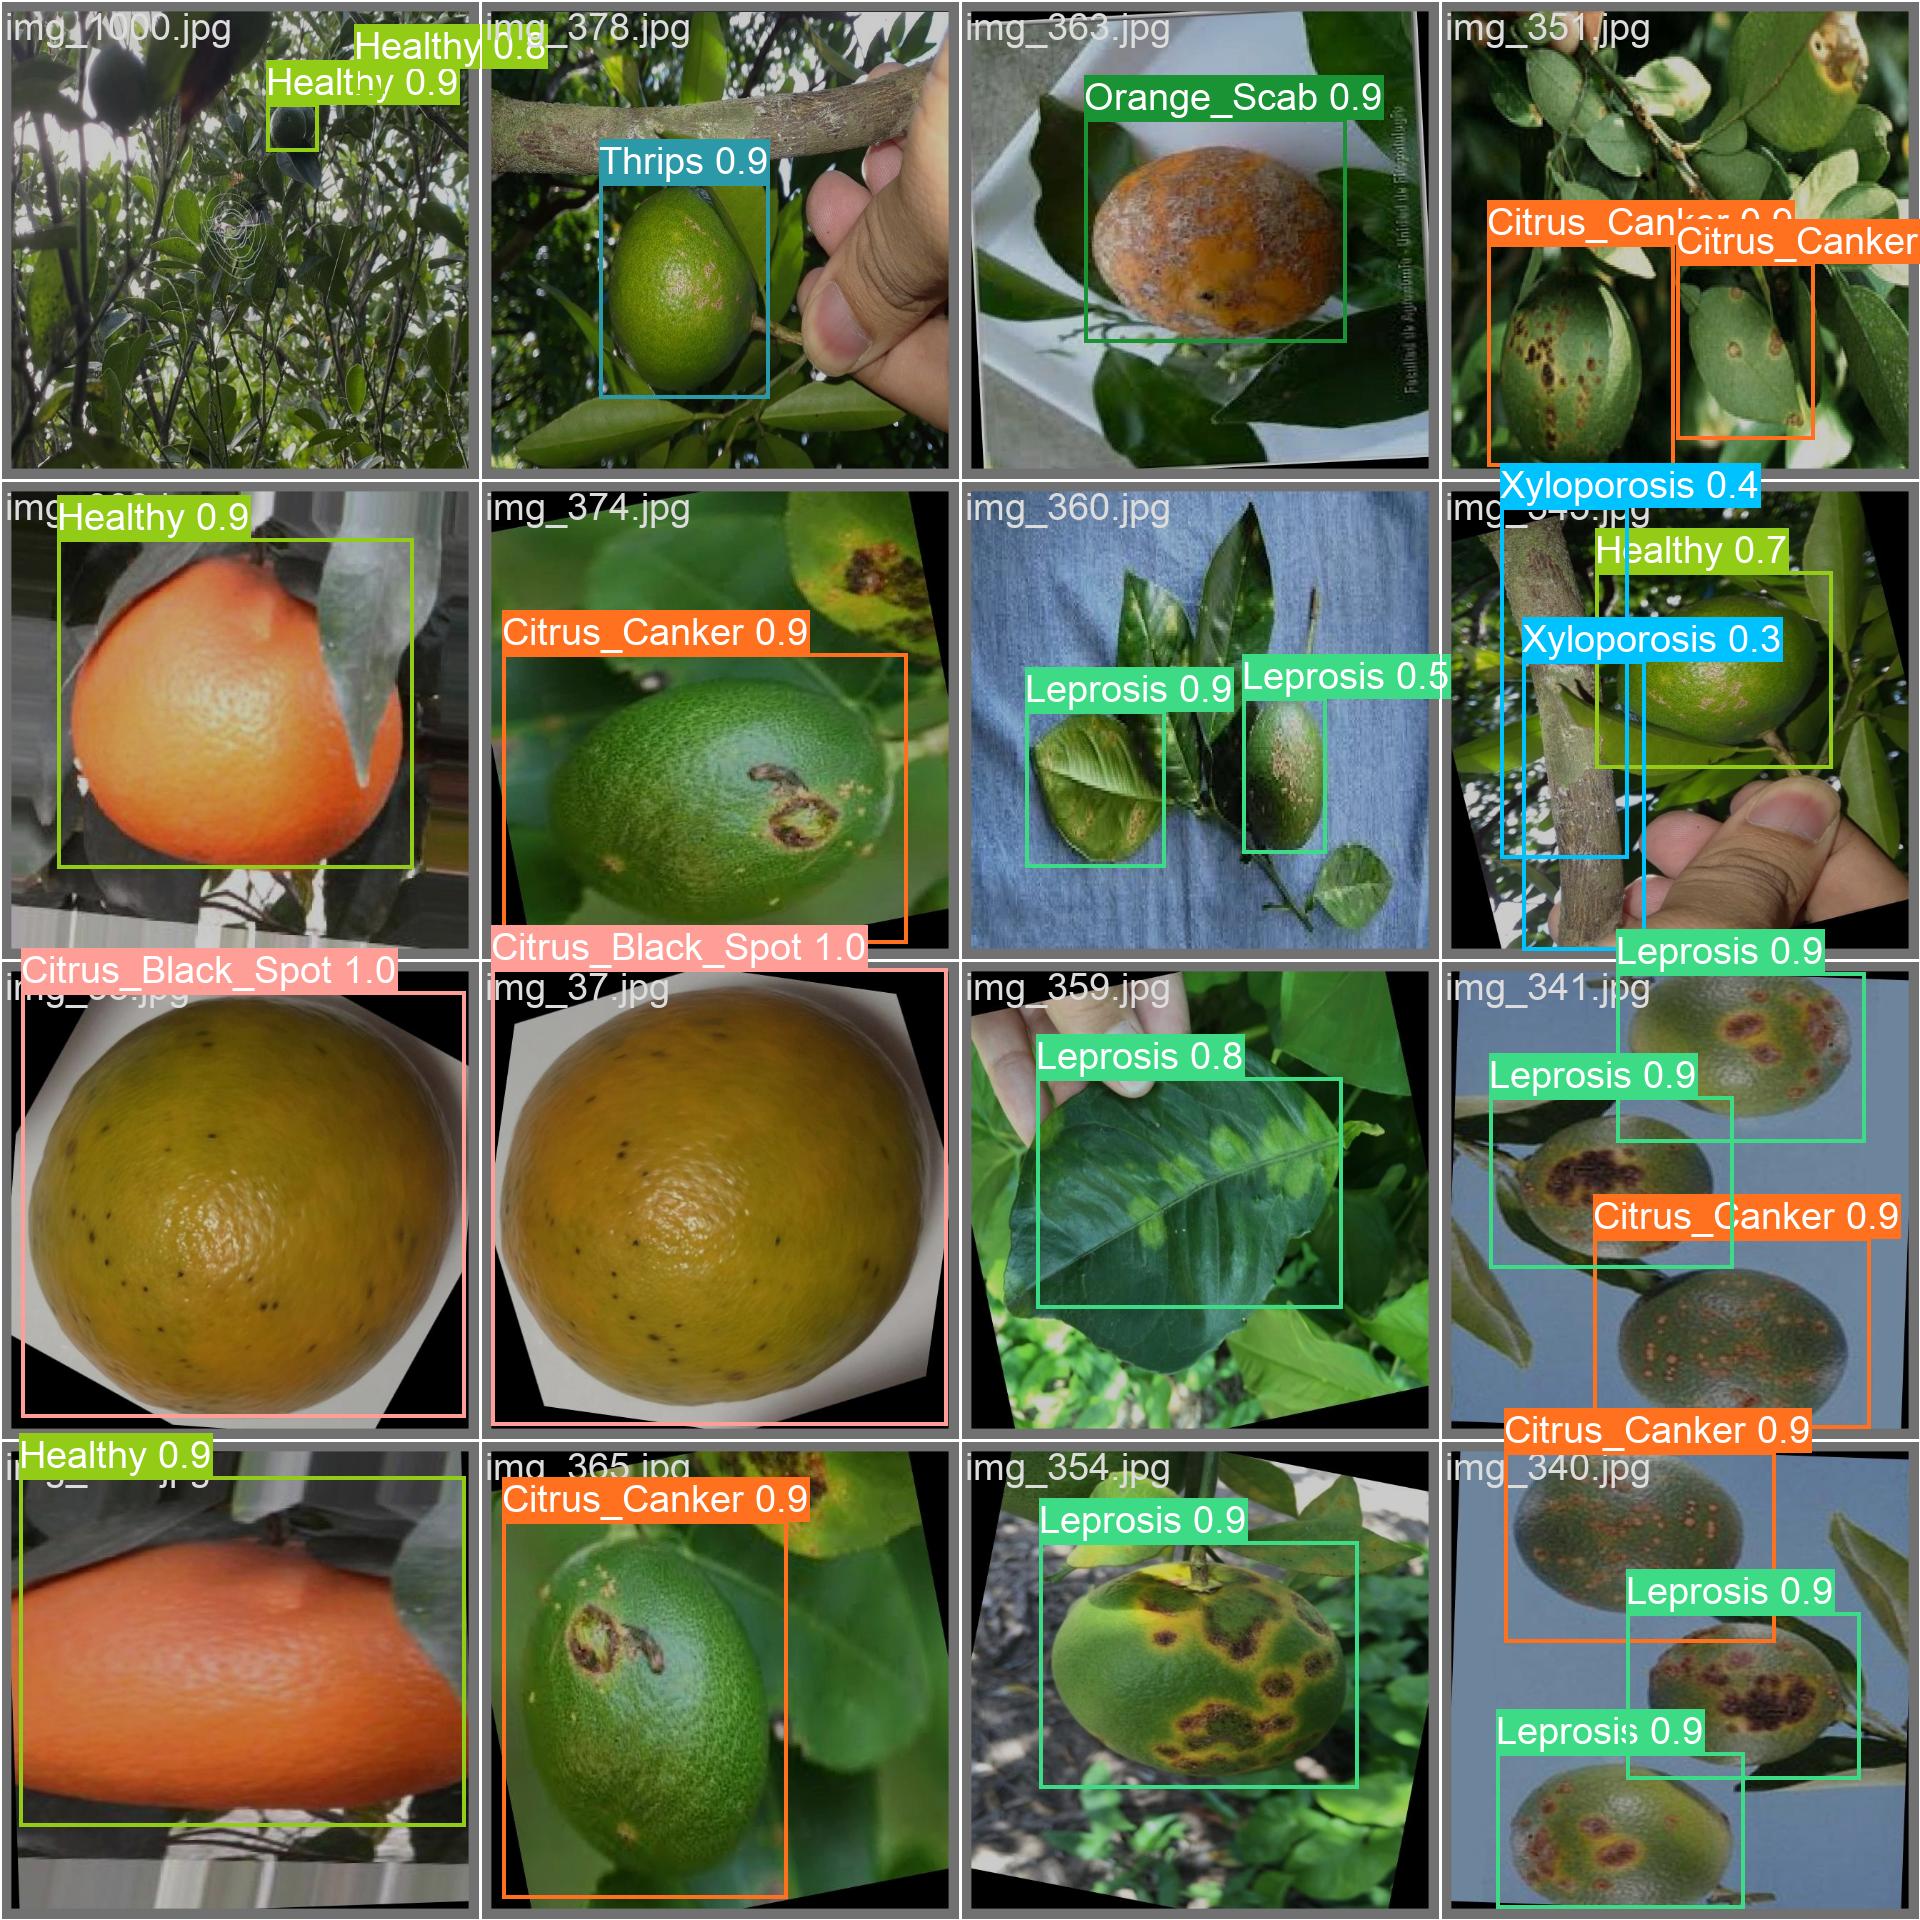 img_1000.jpg
Healthy 0.8
Healthy 0.9
img_378.jpg
Thrips 0.9
img_363.jpg
Orange_Scab 0.9
img_351.jpg
Citrus_Canker 0.9
Citrus_Canker
Healthy 0.9
img_374.jpg
Citrus_Canker 0.9
img_360.jpg
Leprosis 0.9
Leprosis 0.5
Xyloporosis 0.4
Healthy 0.7
Xyloporosis 0.3
Citrus_Black_Spot 1.0
Citrus_Black_Spot 1.0
img_37.jpg
img_359.jpg
Leprosis 0.8
img_341.jpg
Leprosis 0.9
Leprosis 0.9
Citrus_Canker 0.9
Healthy 0.9
img_365.jpg
Citrus_Canker 0.9
img_354.jpg
Leprosis 0.9
img_340.jpg
Citrus_Canker 0.9
Leprosis 0.9
Leprosis 0.9